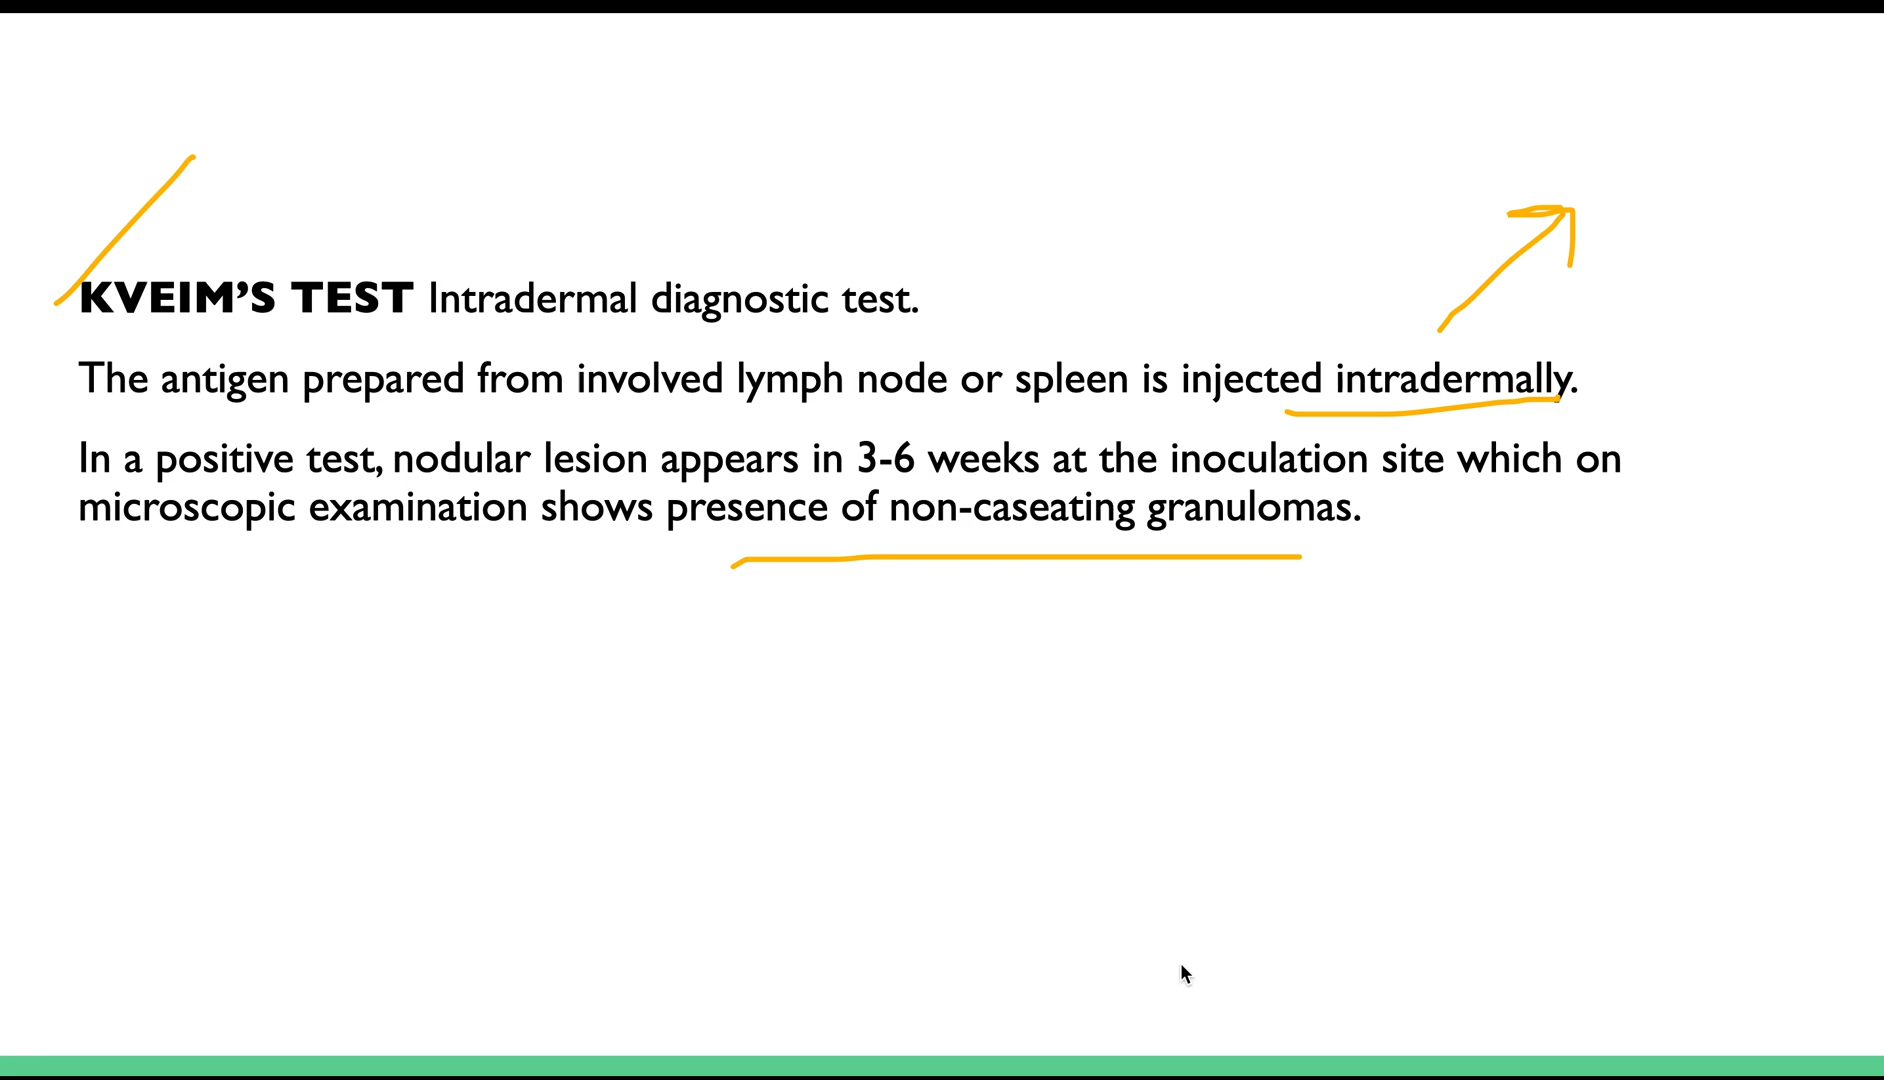 KVEIM’S TEST Intradermal diagnostic test.
The antigen prepared from involved lymph node or spleen is injected intradermally.
In a positive test, nodular lesion appears in 3-6 weeks at the inoculation site which on
microscopic examination shows presence of non-caseating granulomas.